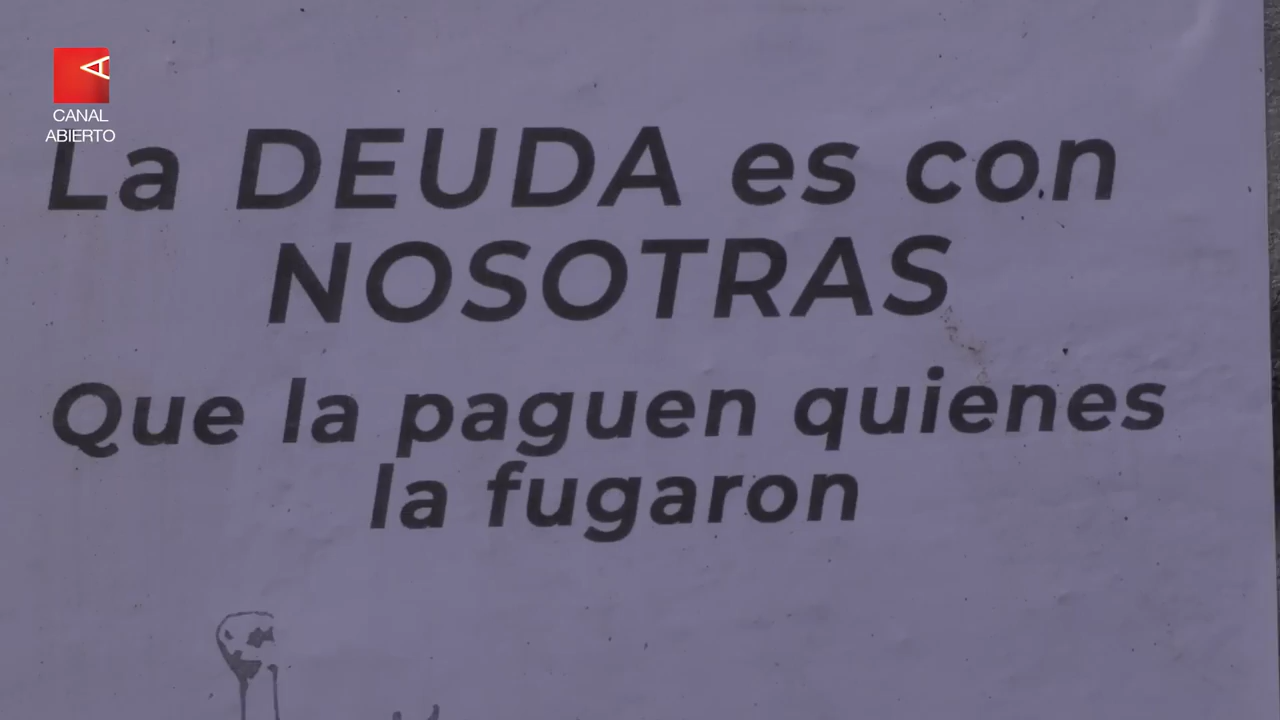 CANAL
ABIERTO
La DEUDA es con
NOSOTRAS
Que la paguen quienes
la fugaron